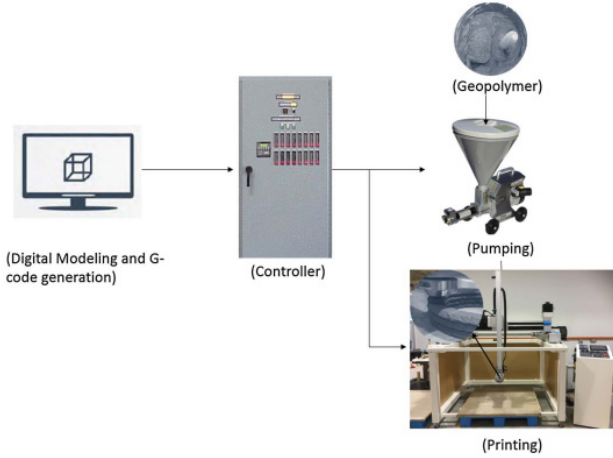 (Geopolymer)
(Digital Modeling and G-
code generation)
(Controller)
(Pumping)
(Printing)